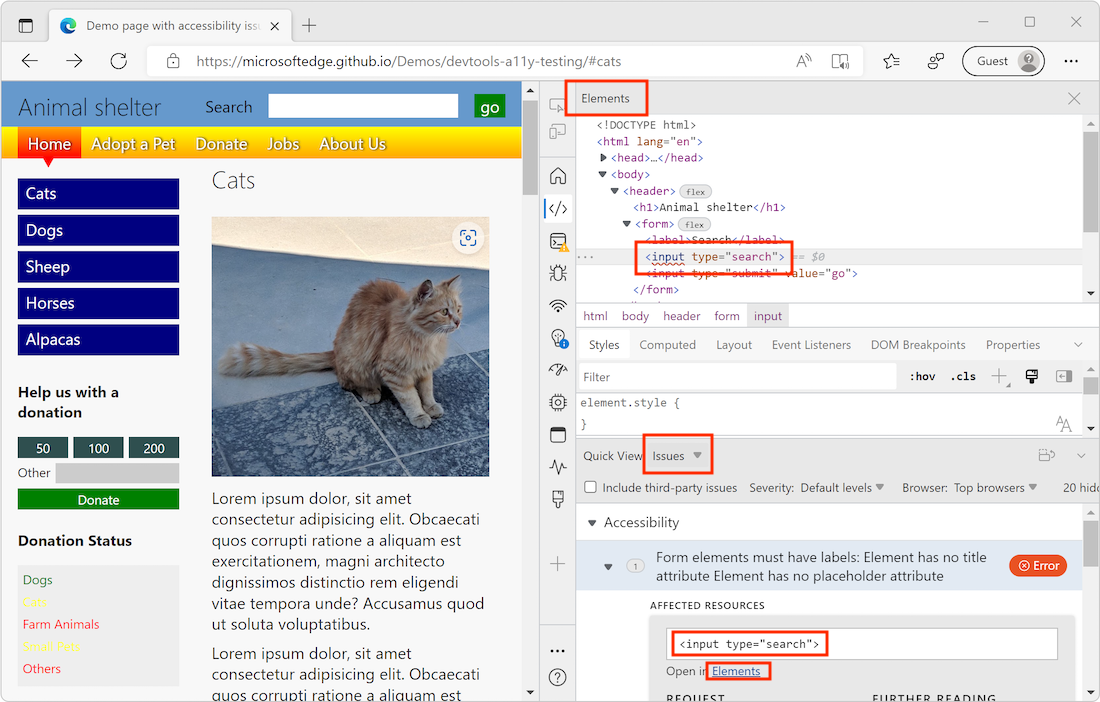 Demo page with accessibility issu
https://microsoftedge.github.io/Demos/devtools-a11y-testing/#cats
Guest
Animal shelter
Search
go
Home
Adopt a Pet
Donate
Jobs
About Us
Cats
Dogs
Sheep
Horses
Alpacas
Help us with a
donation
50
100
200
Other
Donate
Donation Status
Dogs
Cats
Farm Animals
Small Pets
Others
Cats
Lorem ipsum dolor, sit amet
consectetur adipisicing elit. Obcaecati
quos corrupti ratione a aliquam est
exercitationem, magni architecto
dignissimos distinctio rem eligendi
vitae tempora unde? Accusamus quod
ut soluta voluptatibus.
Lorem ipsum dolor, sit amet
consectetur adipisicing elit. Obcaecati
quos corrupti ratione a aliquam est
Elements
<!DOCTYPE html>
<html lang="en">
<head>…</head>
<body>
<header> flex
<h1>Animal shelter</h1>
<form> flex
<label>Search</label>
··· <input type="search"> == $0
<input type="submit" value="go">
</form>
html body header form input
Styles Computed Layout Event Listeners DOM Breakpoints Properties
Filter
:hov .cls
element.style {
}
Quick View: Issues
Include third-party issues Severity: Default levels Browser: Top browsers 20 hidd
Accessibility
1
Form elements must have labels: Element has no title
attribute Element has no placeholder attribute
Error
AFFECTED RESOURCES
<input type="search">
Open in Elements
REQUEST FURTHER READING